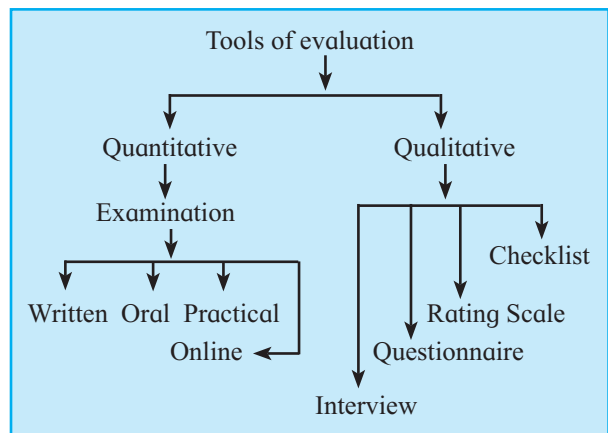 Tools of evaluation
Quantitative
Qualitative
Examination
Checklist
Written Oral Practical
Rating Scale
Online
Questionnaire
Interview